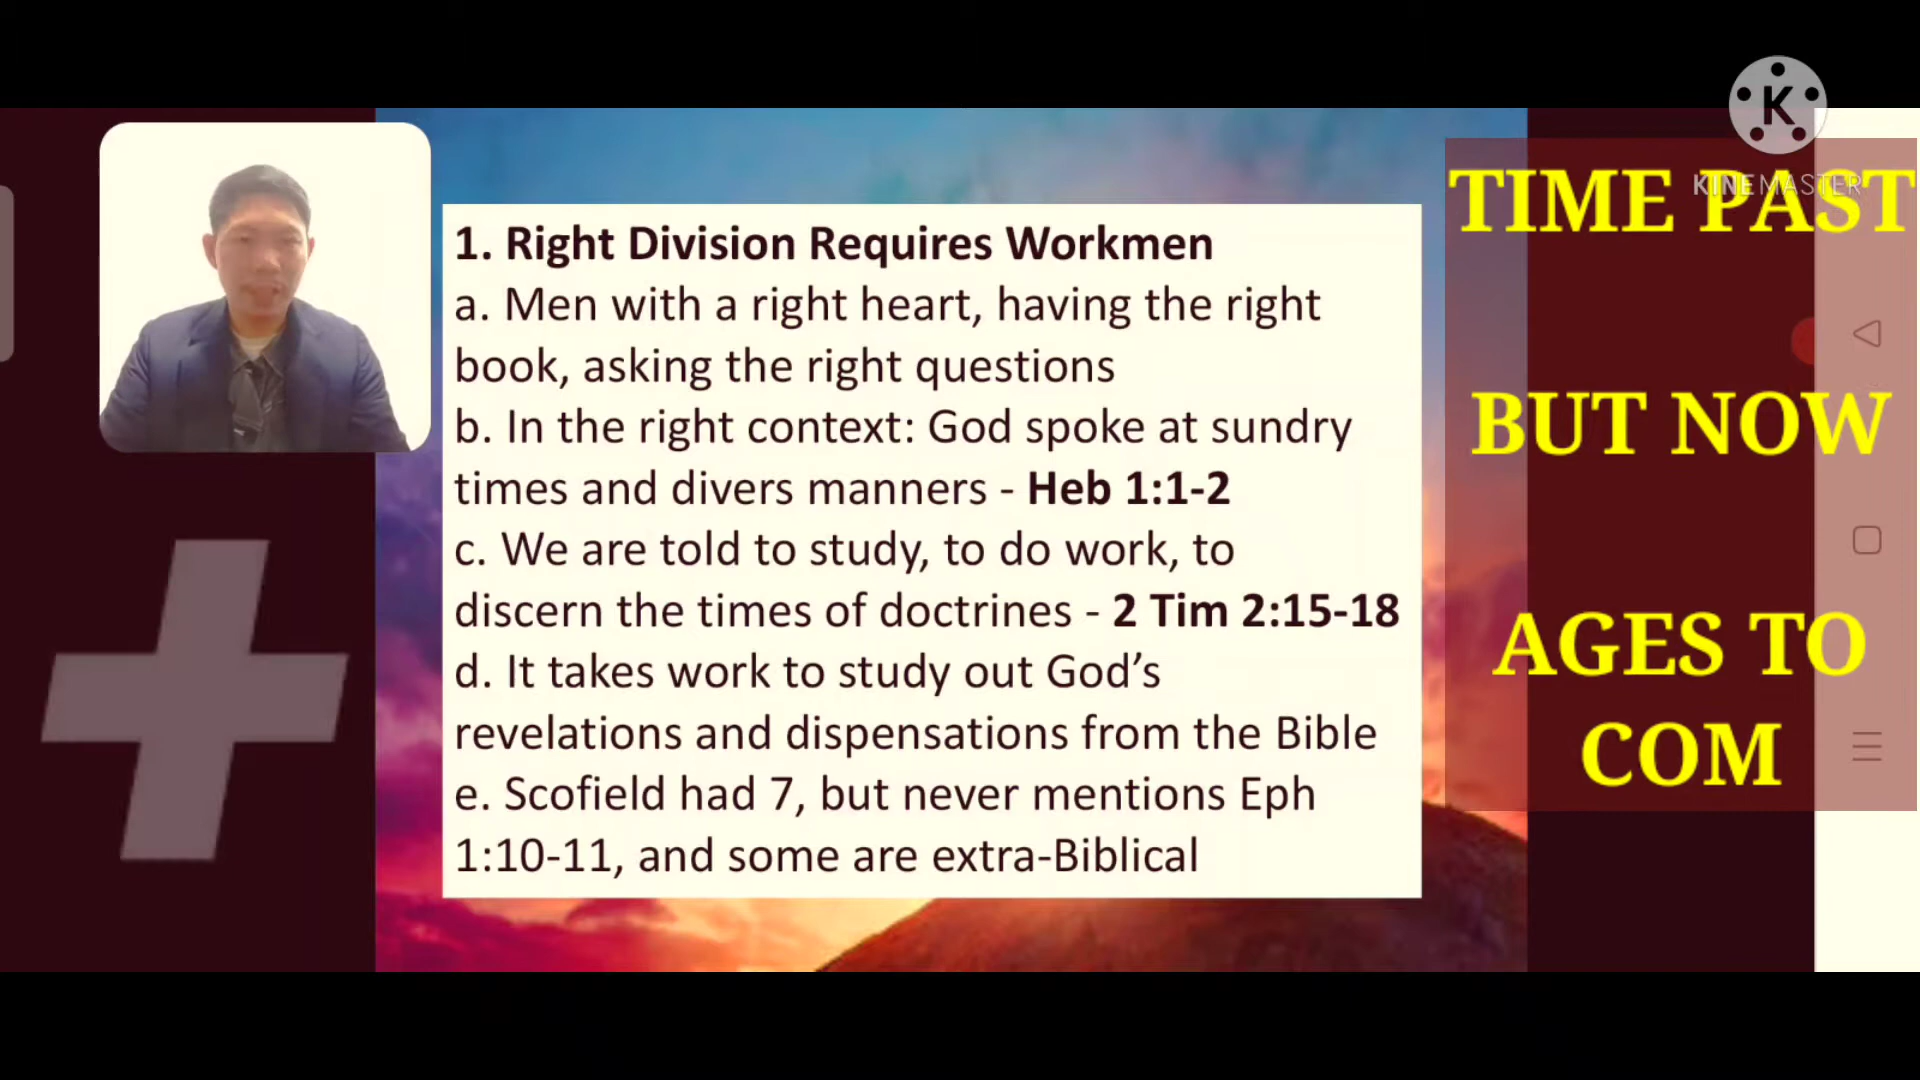 1. Right Division Requires Workmen
a. Men with a right heart, having the right
book, asking the right questions
b. In the right context: God spoke at sundry
times and divers manners - Heb 1:1-2
c. We are told to study, to do work, to
discern the times of doctrines - 2 Tim 2:15-18
d. It takes work to study out God’s
revelations and dispensations from the Bible
e. Scofield had 7, but never mentions Eph
1:10-11, and some are extra-Biblical
K
KINEMASTER
TIME PAST
BUT NOW
AGES TO
COM